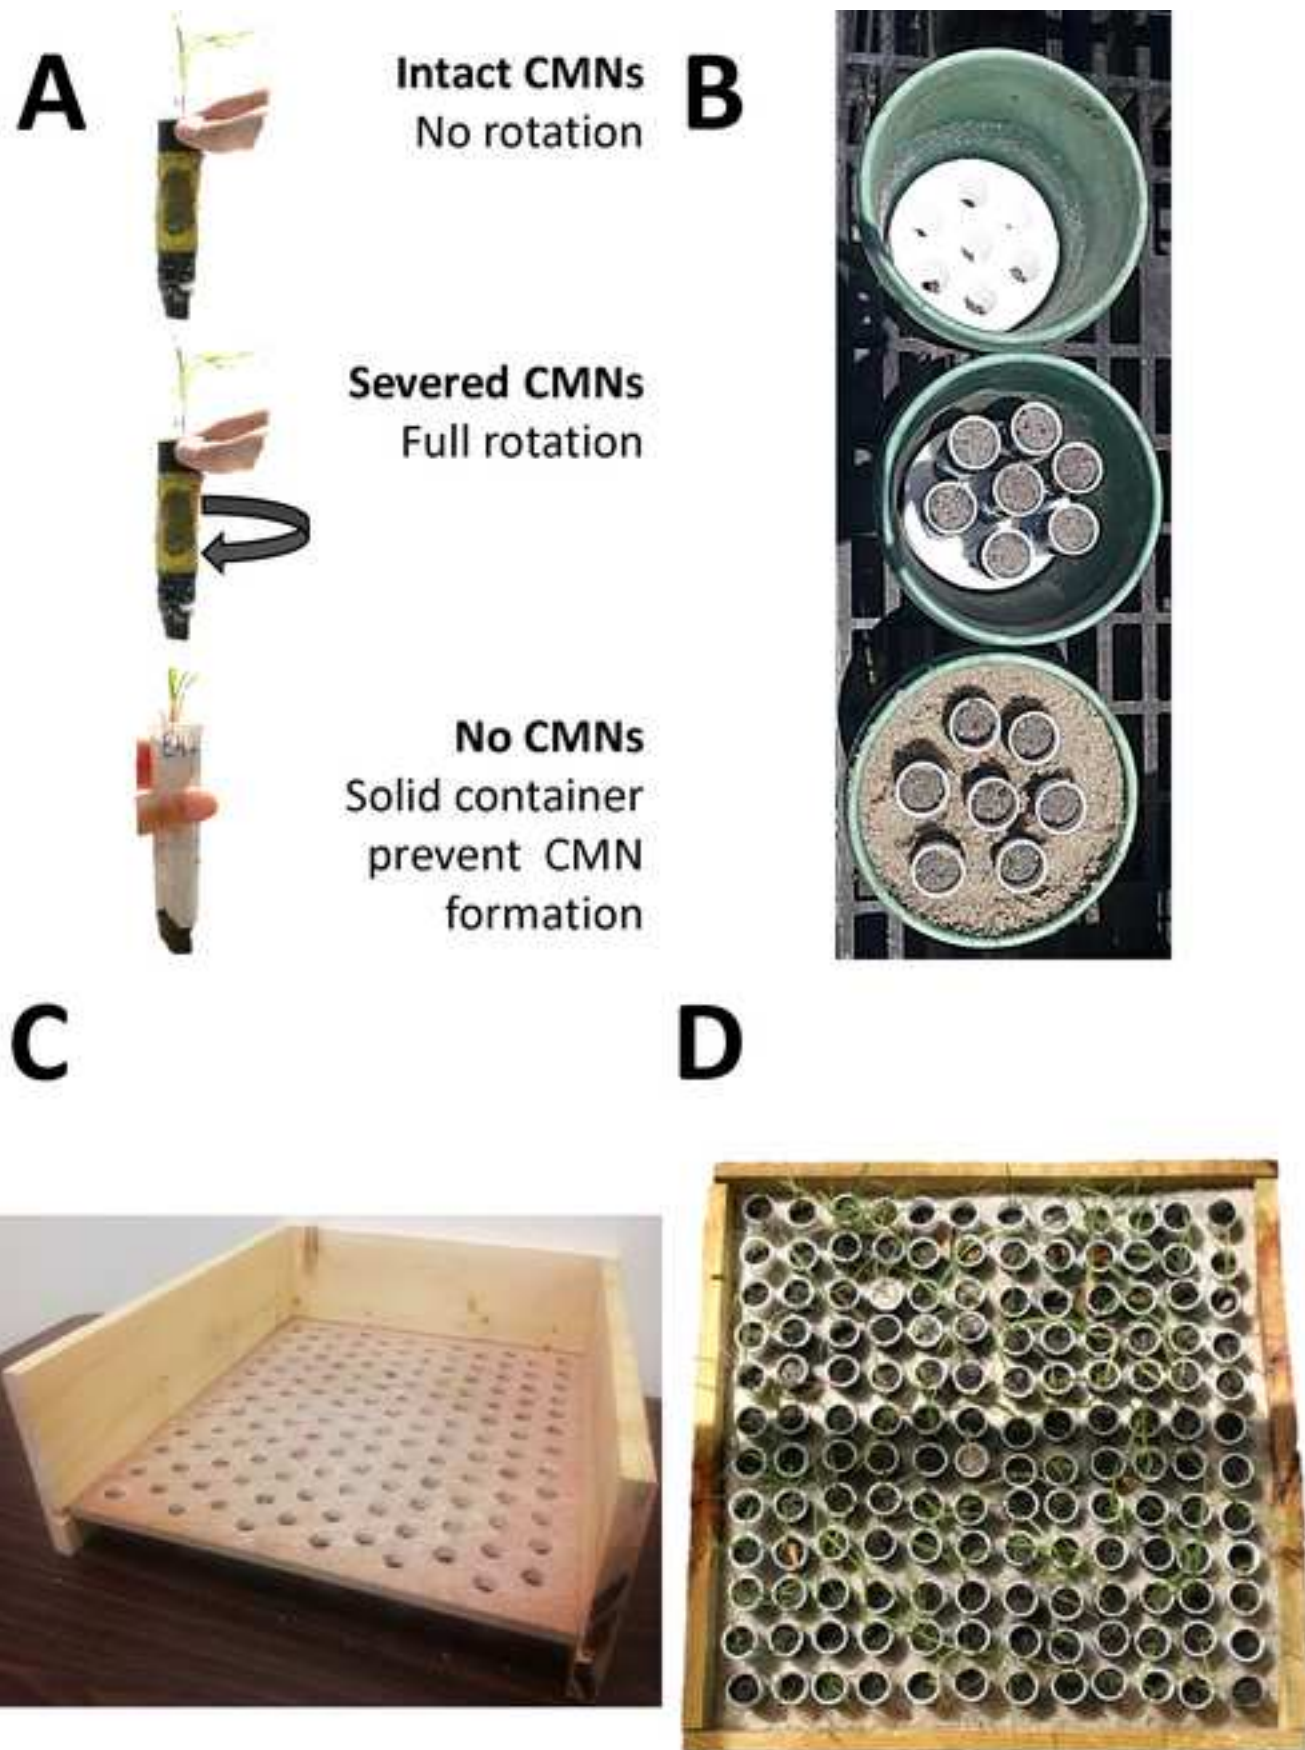 A
Intact CMNs
No rotation
B
Severed CMNs
Full rotation
No CMNs
Solid container
prevent CMN
formation
C
D